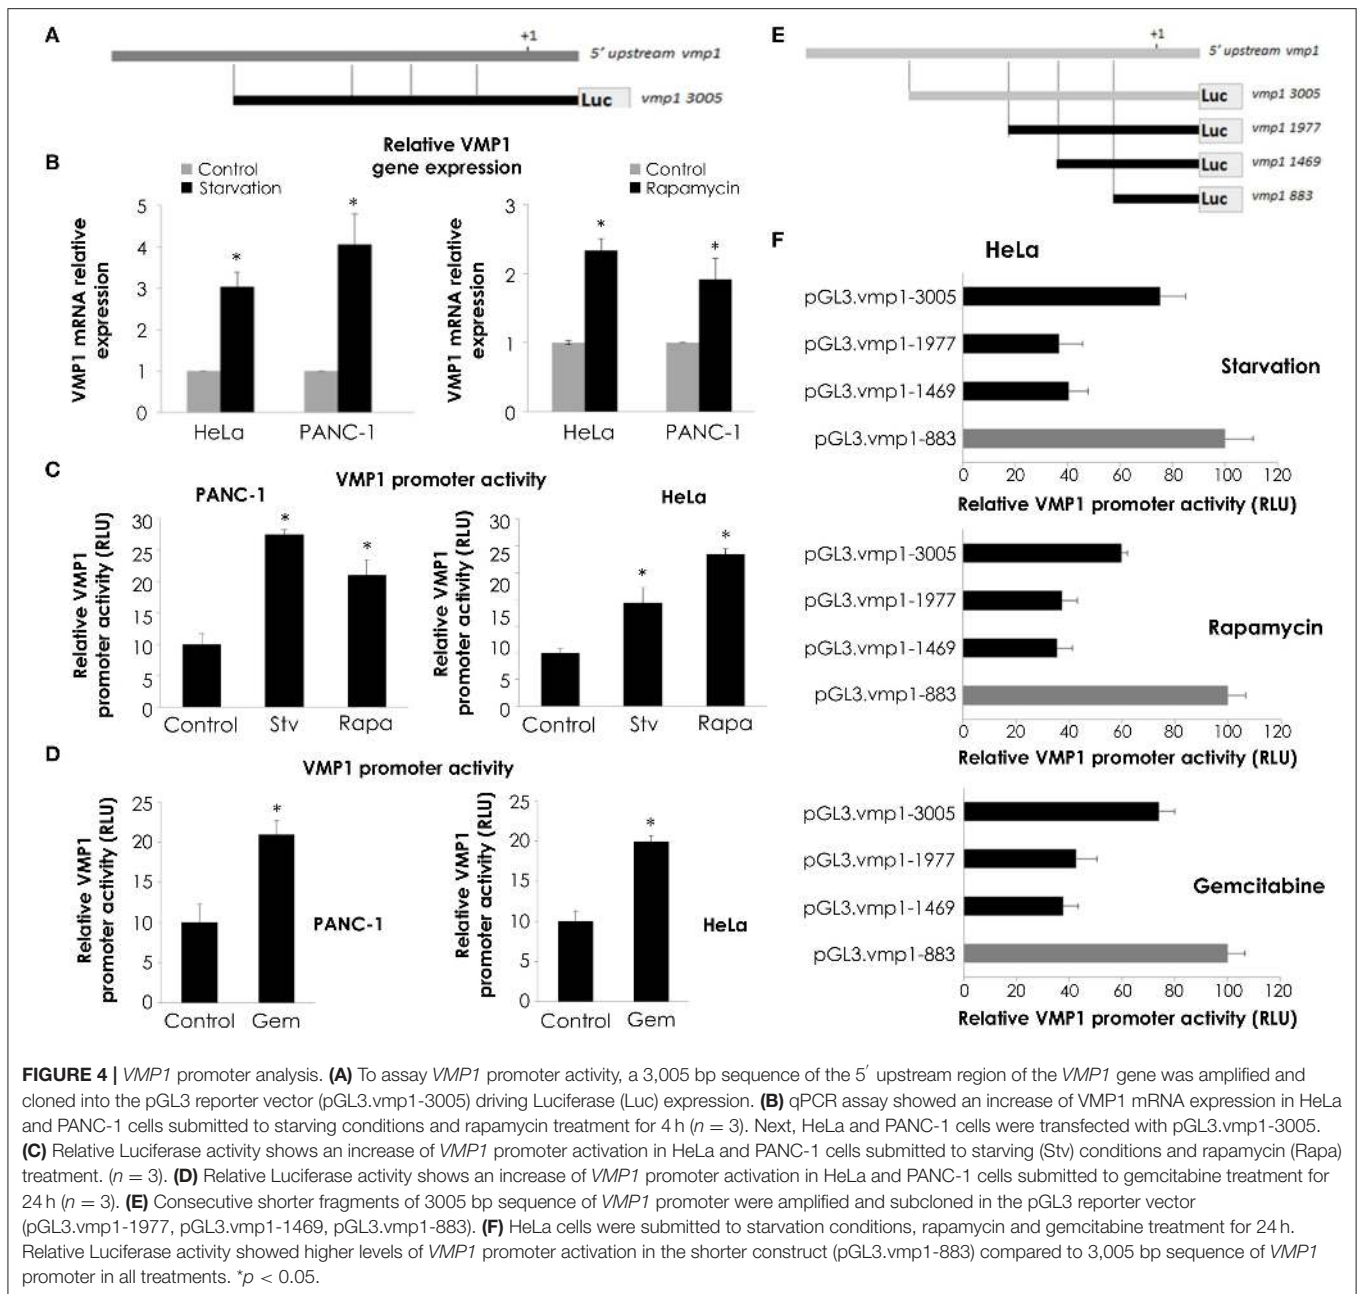 A
+1
5' upstream vmp1
Luc
vmp1 3005
B
Relative VMP1
gene expression
Control
Starvation
VMP1 mRNA relative
expression
5
4
3
2
1
0
*
*
HeLa
PANC-1
Control
Rapamycin
VMP1 mRNA relative
expression
3
2
1
0
*
*
HeLa
PANC-1
C
VMP1 promoter activity
PANC-1
Relative VMP1
promoter activity (RLU)
30
25
20
15
10
5
0
*
*
Control
Stv
Rapa
HeLa
Relative VMP1
promoter activity (RLU)
30
25
20
15
10
5
0
*
*
Control
Stv
Rapa
D
VMP1 promoter activity
Relative VMP1
promoter activity (RLU)
25
20
15
10
5
0
*
Control
Gem
PANC-1
Relative VMP1
promoter activity (RLU)
25
20
15
10
5
0
*
Control
Gem
HeLa
E
+1
5' upstream vmp1
Luc
vmp1 3005
Luc
vmp1 1977
Luc
vmp1 1469
Luc
vmp1 883
F
HeLa
pGL3.vmp1-3005
pGL3.vmp1-1977
pGL3.vmp1-1469
pGL3.vmp1-883
Starvation
0 20 40 60 80 100 120
Relative VMP1 promoter activity (RLU)
pGL3.vmp1-3005
pGL3.vmp1-1977
pGL3.vmp1-1469
pGL3.vmp1-883
Rapamycin
0 20 40 60 80 100 120
Relative VMP1 promoter activity (RLU)
pGL3.vmp1-3005
pGL3.vmp1-1977
pGL3.vmp1-1469
pGL3.vmp1-883
Gemcitabine
0 20 40 60 80 100 120
Relative VMP1 promoter activity (RLU)
FIGURE 4 | VMP1 promoter analysis. (A) To assay VMP1 promoter activity, a 3,005 bp sequence of the 5′ upstream region of the VMP1 gene was amplified and
cloned into the pGL3 reporter vector (pGL3.vmp1-3005) driving Luciferase (Luc) expression. (B) qPCR assay showed an increase of VMP1 mRNA expression in HeLa
and PANC-1 cells submitted to starving conditions and rapamycin treatment for 4 h (n = 3). Next, HeLa and PANC-1 cells were transfected with pGL3.vmp1-3005.
(C) Relative Luciferase activity shows an increase of VMP1 promoter activation in HeLa and PANC-1 cells submitted to starving (Stv) conditions and rapamycin (Rapa)
treatment. (n = 3). (D) Relative Luciferase activity shows an increase of VMP1 promoter activation in HeLa and PANC-1 cells submitted to gemcitabine treatment for
24 h (n = 3). (E) Consecutive shorter fragments of 3005 bp sequence of VMP1 promoter were amplified and subcloned in the pGL3 reporter vector
(pGL3.vmp1-1977, pGL3.vmp1-1469, pGL3.vmp1-883). (F) HeLa cells were submitted to starvation conditions, rapamycin and gemcitabine treatment for 24 h.
Relative Luciferase activity showed higher levels of VMP1 promoter activation in the shorter construct (pGL3.vmp1-883) compared to 3,005 bp sequence of VMP1
promoter in all treatments. *p < 0.05.